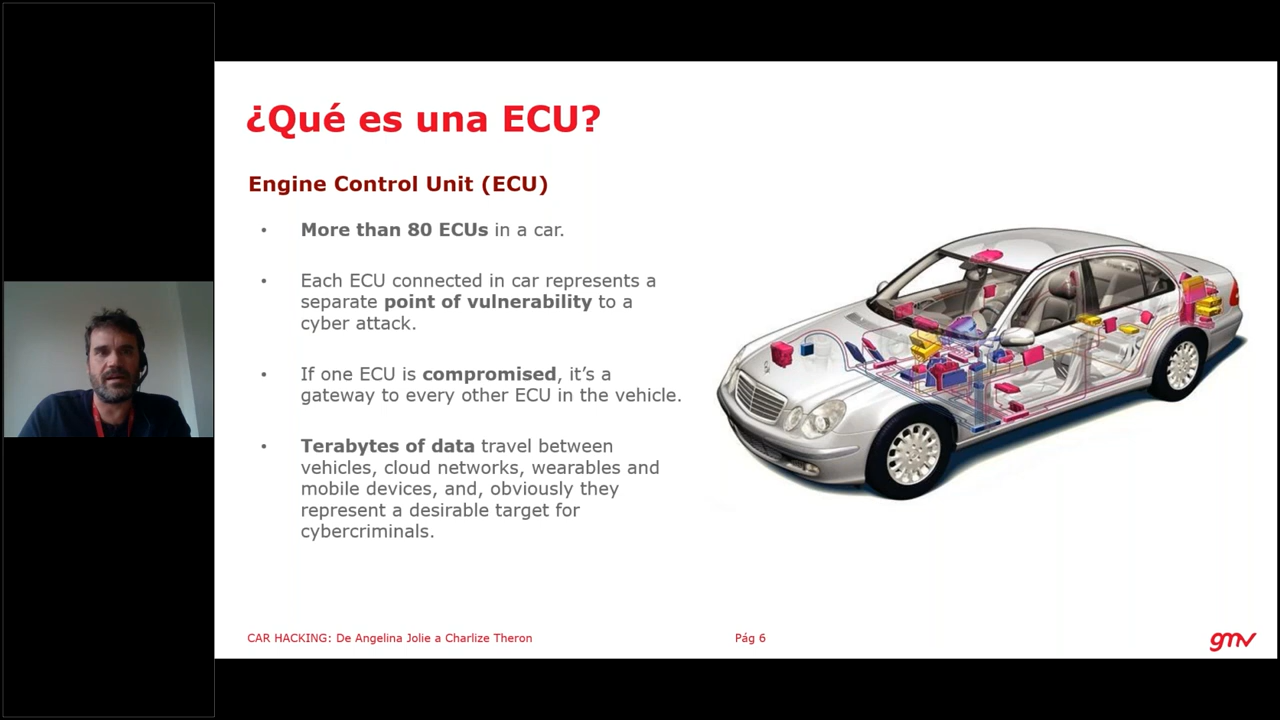 ¿Qué es una ECU?
Engine Control Unit (ECU)
• More than 80 ECUs in a car.
• Each ECU connected in car represents a
separate point of vulnerability to a
cyber attack.
• If one ECU is compromised, it’s a
gateway to every other ECU in the vehicle.
• Terabytes of data travel between
vehicles, cloud networks, wearables and
mobile devices, and, obviously they
represent a desirable target for
cybercriminals.
CAR HACKING: De Angelina Jolie a Charlize Theron
Pág 6
gmv